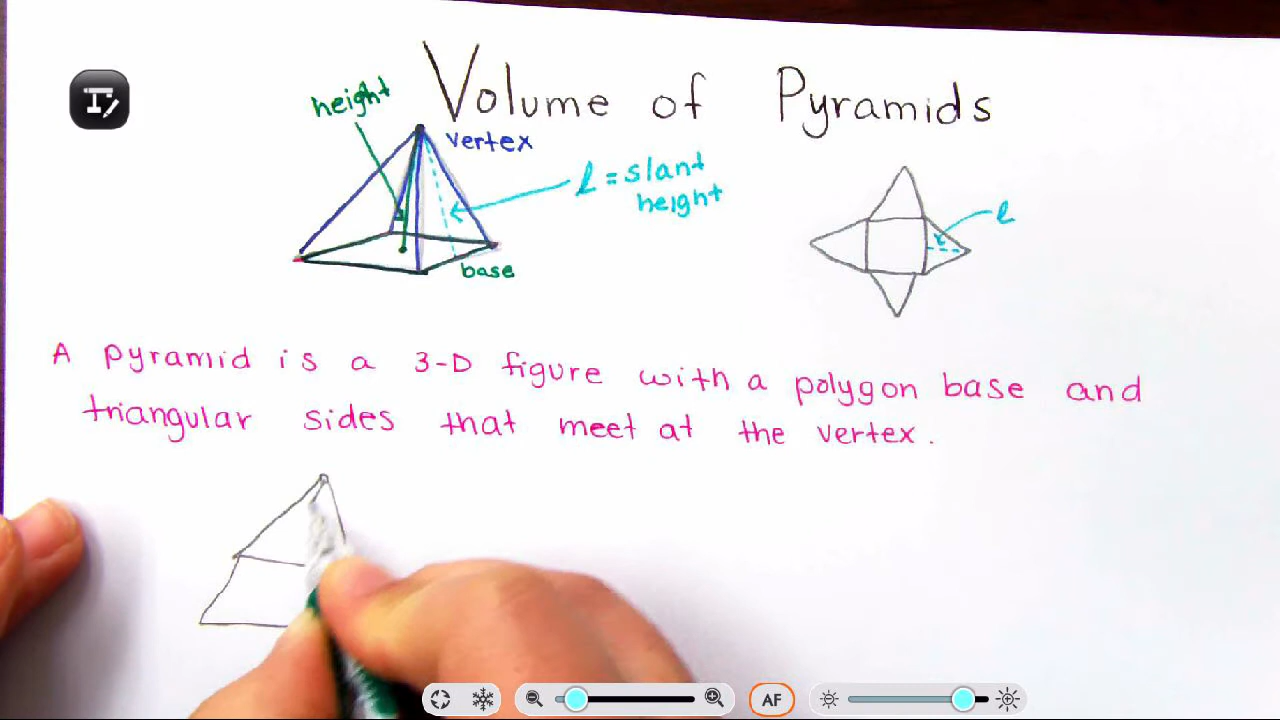 Volume of Pyramids
height
vertex
l = slant
height
base
l
A pyramid is a 3-D figure with a polygon base and
triangular sides that meet at the vertex.
AF